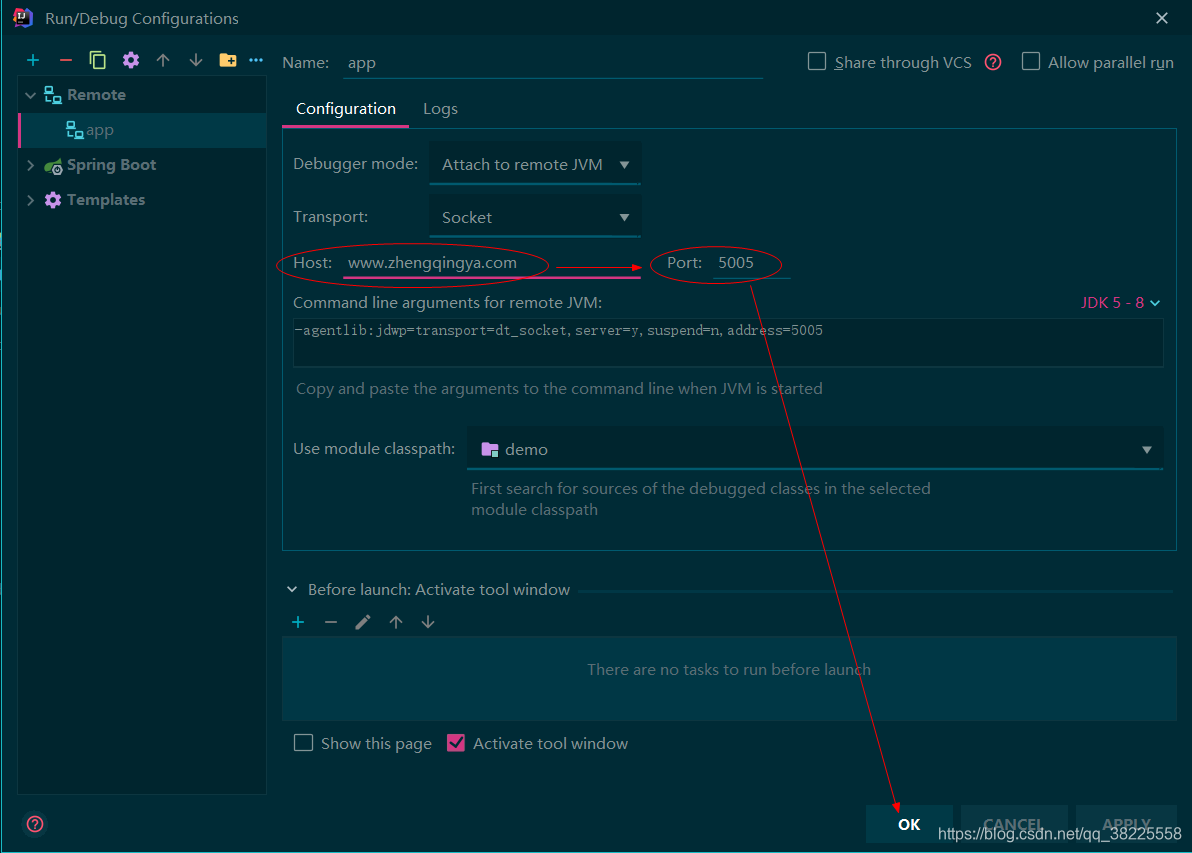 Run/Debug Configurations
Name: app
Share through VCS
Allow parallel run
Remote
app
Spring Boot
Templates
Configuration Logs
Debugger mode: Attach to remote JVM
Transport: Socket
Host: www.zhengqingya.com Port: 5005
Command line arguments for remote JVM: JDK 5 - 8
-agentlib:jdwp=transport=dt_socket,server=y,suspend=n,address=5005
Copy and paste the arguments to the command line when JVM is started
Use module classpath: demo
First search for sources of the debugged classes in the selected
module classpath
Before launch: Activate tool window
There are no tasks to run before launch
Show this page Activate tool window
OK CANCEL APPLY
https://blog.csdn.net/qq_38225558